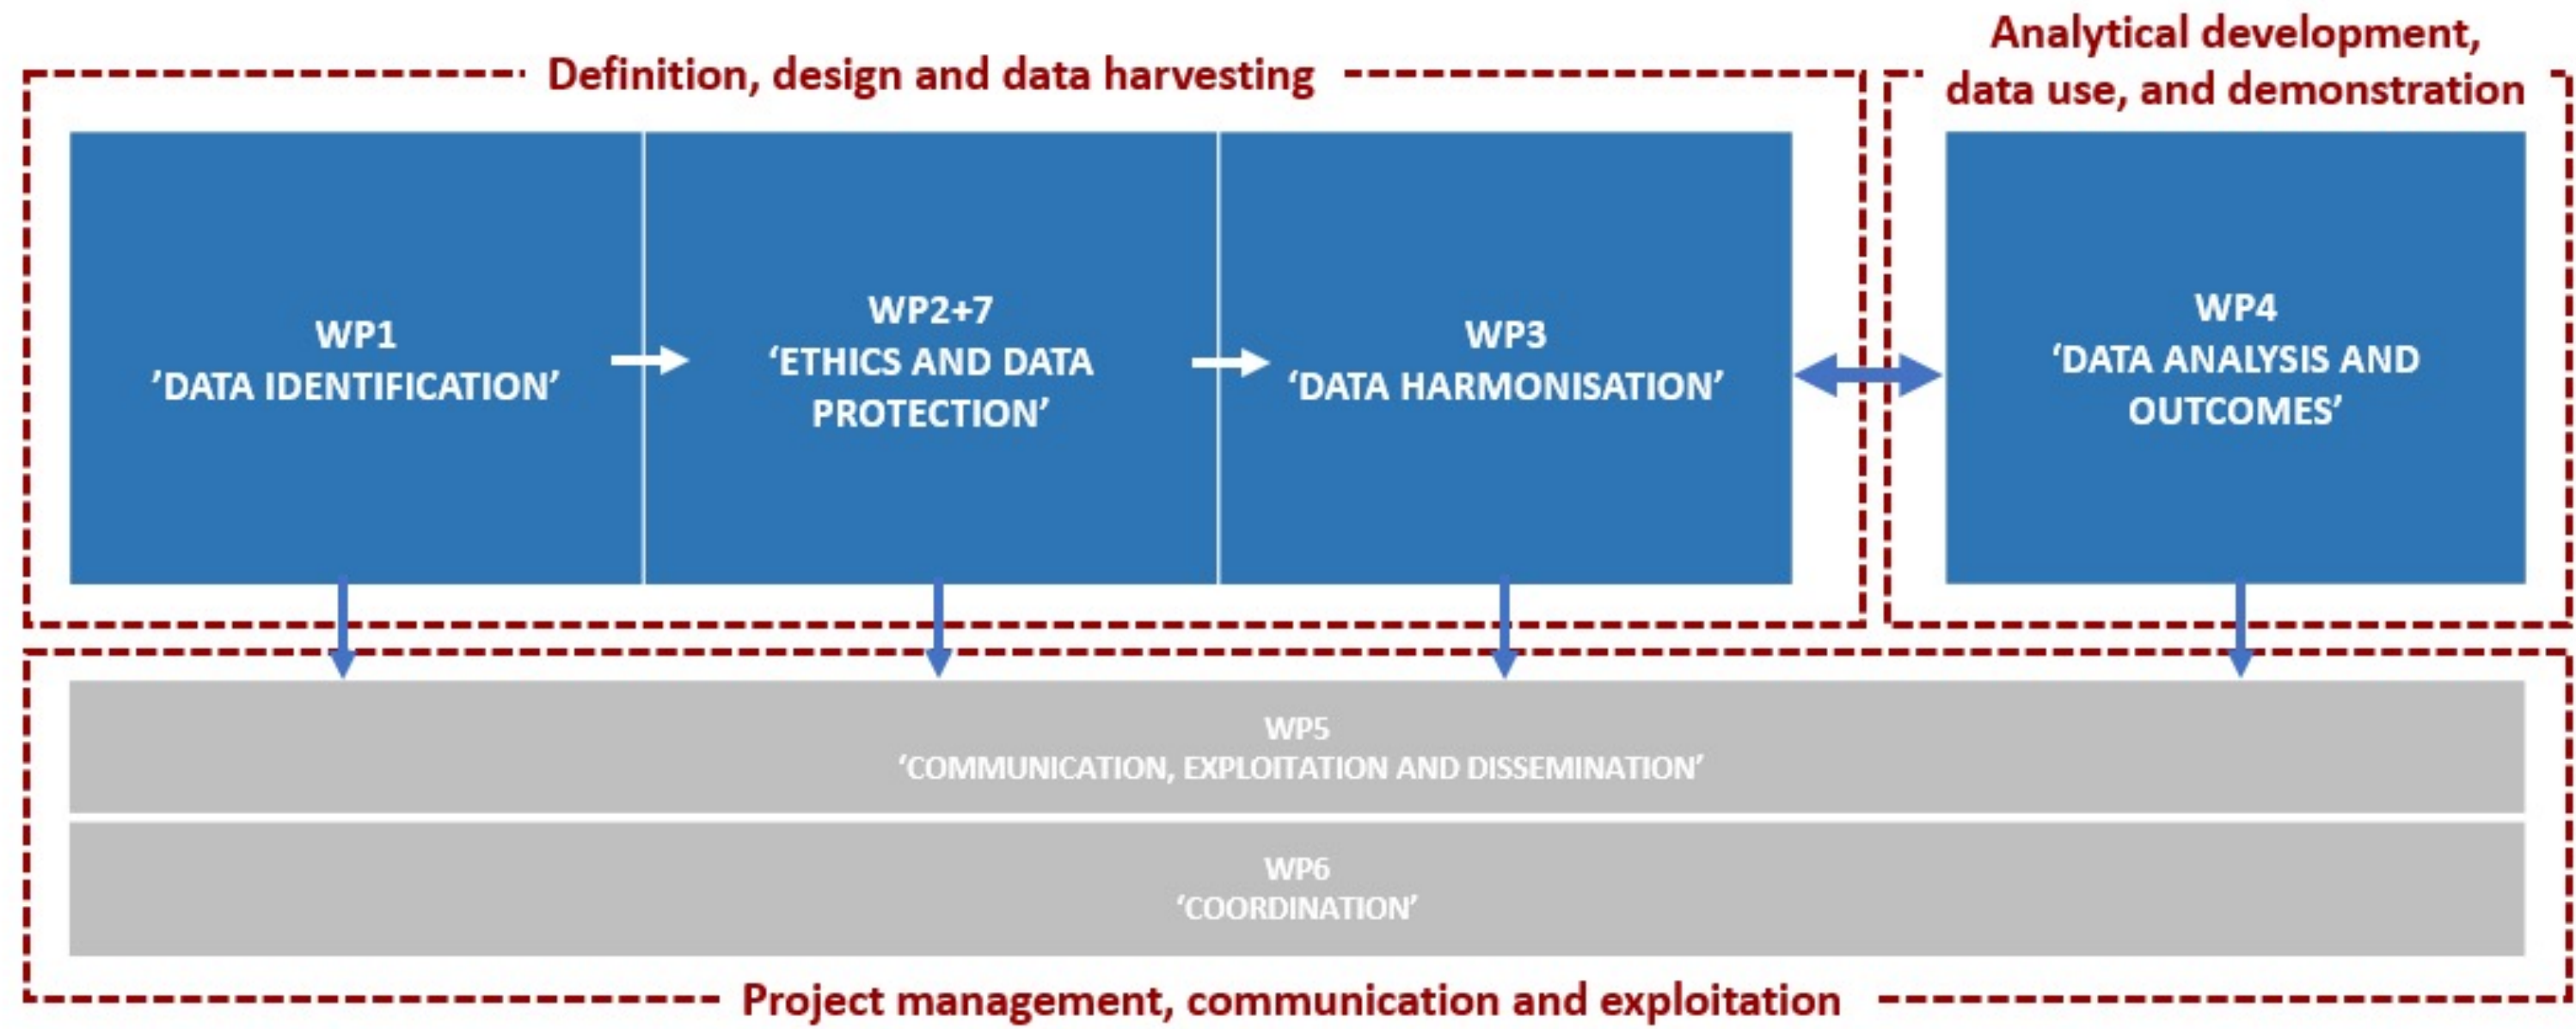 Definition, design and data harvesting
Analytical development,
data use, and demonstration
WP1
’DATA IDENTIFICATION’
WP2+7
‘ETHICS AND DATA
PROTECTION’
WP3
‘DATA HARMONISATION’
WP4
‘DATA ANALYSIS AND
OUTCOMES’
WP5
‘COMMUNICATION, EXPLOITATION AND DISSEMINATION’
WP6
‘COORDINATION’
Project management, communication and exploitation